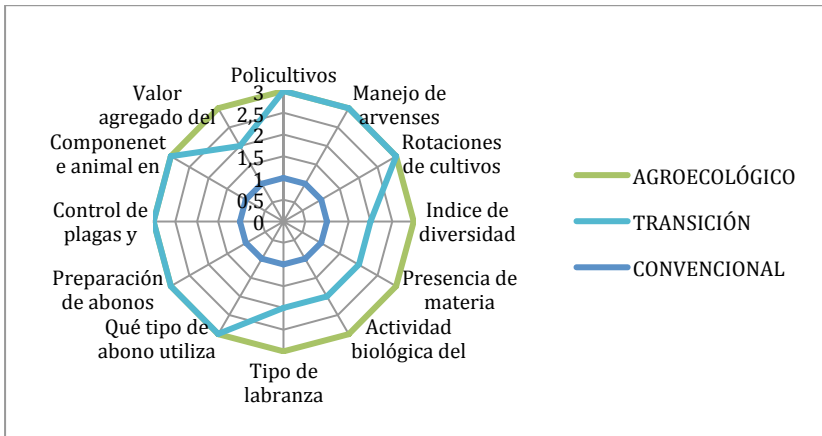 Policultivos
Manejo de
arvenses
Rotaciones
de cultivos
Indice de
diversidad
Presencia de
materia
Actividad
biológica del
Tipo de
labranza
Qué tipo de
abono utiliza
Preparación
de abonos
Control de
plagas y
Componenet
e animal en
Valor
agregado del
3
2,5
2
1,5
1
0,5
0
AGROECOLÓGICO
TRANSICIÓN
CONVENCIONAL